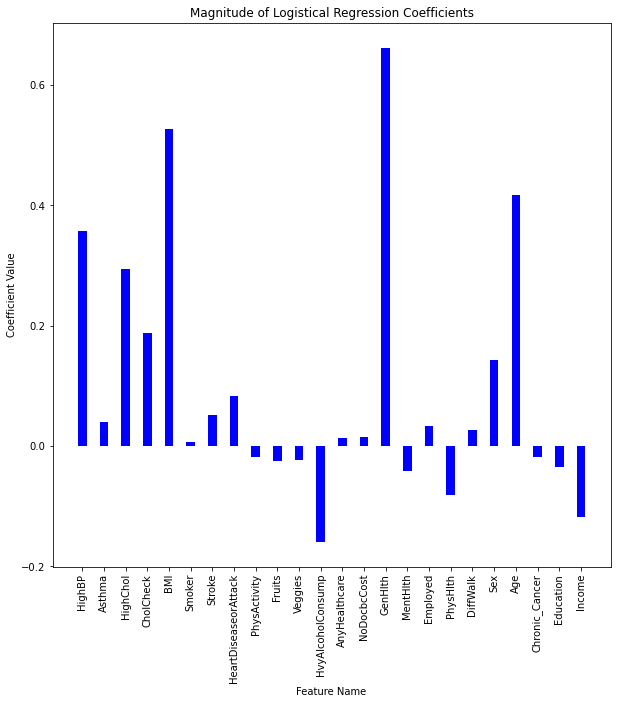 Magnitude of Logistical Regression Coefficients
Coefficient Value
0.6
0.4
0.2
0.0
−0.2
HighBP
Asthma
HighChol
CholCheck
BMI
Smoker
Stroke
HeartDiseaseorAttack
PhysActivity
Fruits
Veggies
HvyAlcoholConsump
AnyHealthcare
NoDocbcCost
GenHlth
MentHlth
Employed
PhysHlth
DiffWalk
Sex
Age
Chronic_Cancer
Education
Income
Feature Name